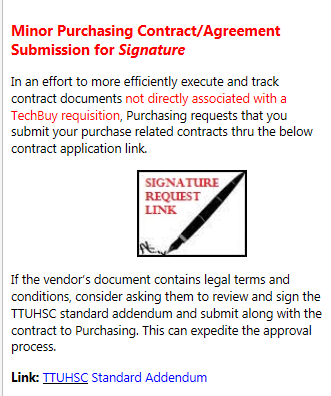 Minor Purchasing Contract/Agreement
Submission for Signature
In an effort to more efficiently execute and track
contract documents not directly associated with a
TechBuy requisition, Purchasing requests that you
submit your purchase related contracts thru the below
contract application link.
SIGNATURE
REQUEST
LINK
If the vendor's document contains legal terms and
conditions, consider asking them to review and sign the
TTUHSC standard addendum and submit along with the
contract to Purchasing. This can expedite the approval
process.
Link: TTUHSC Standard Addendum